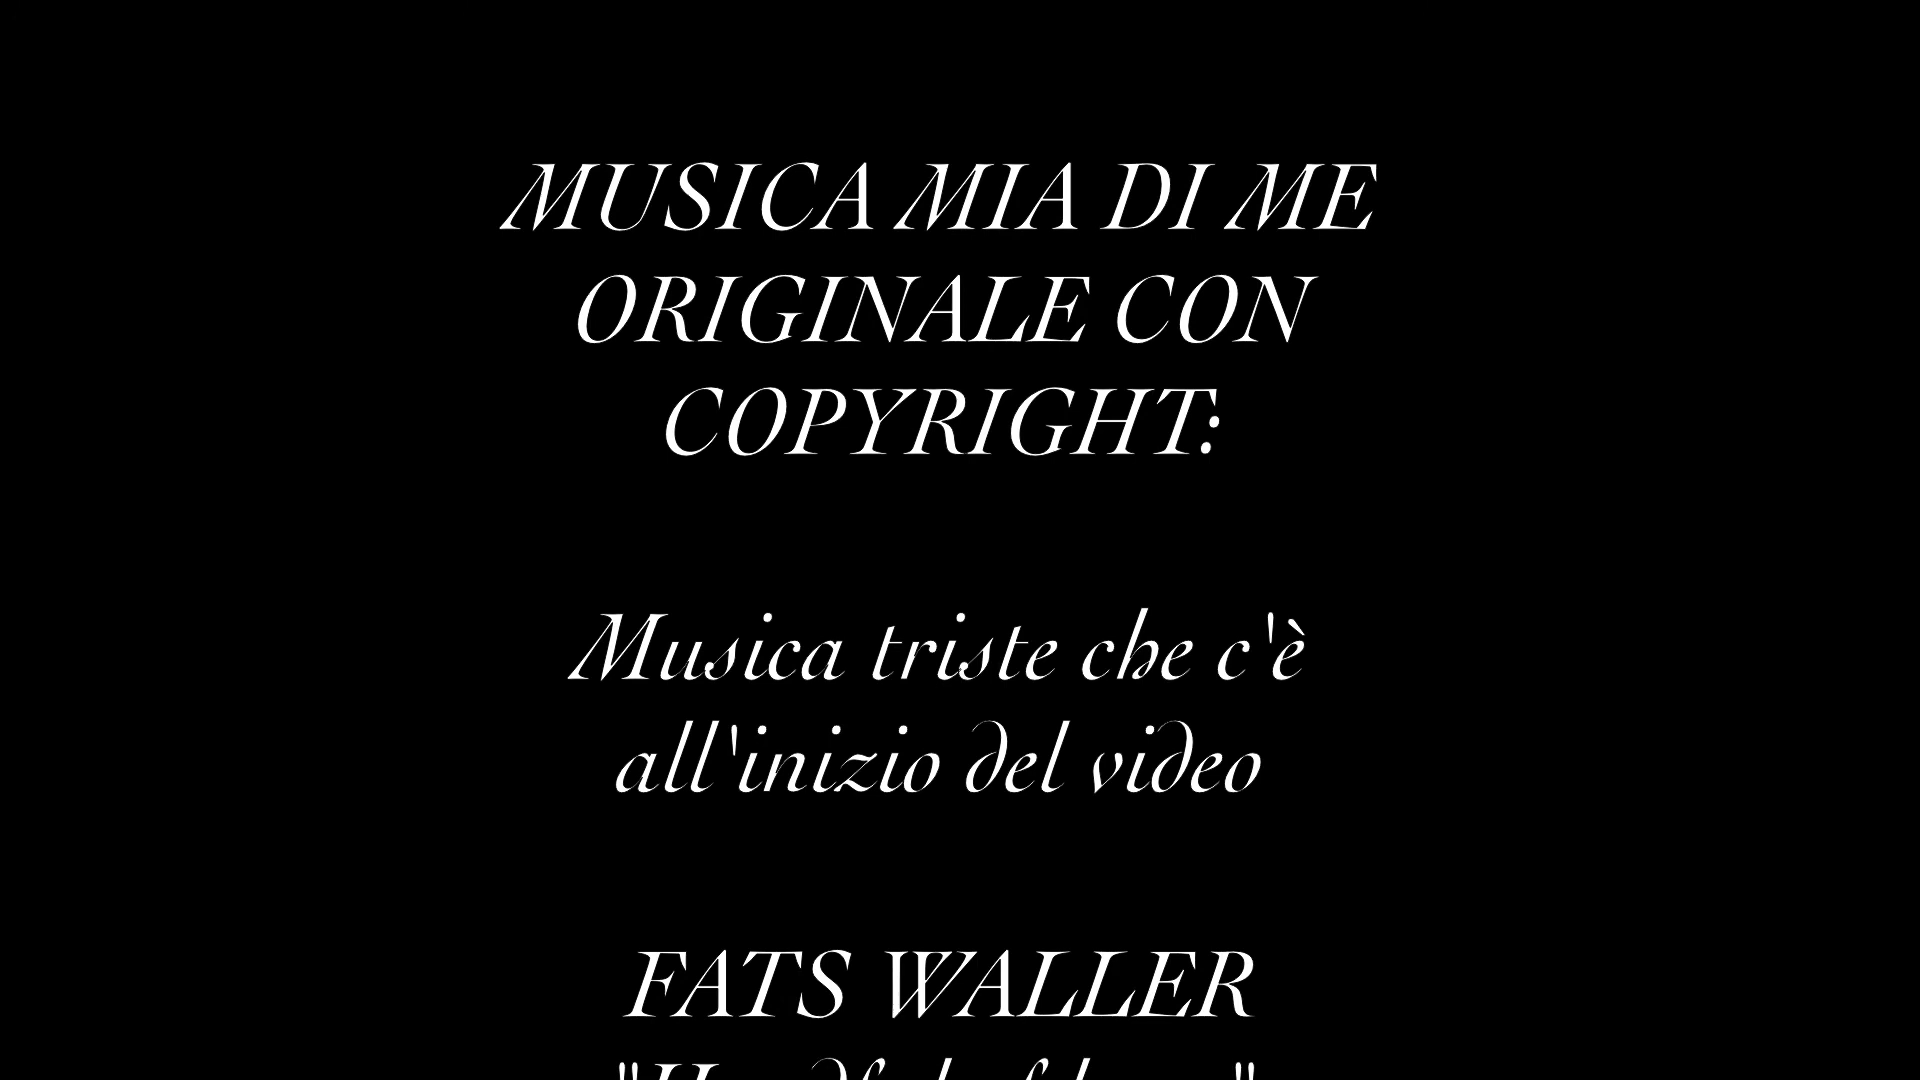 MUSICA MIA DI ME
ORIGINALE CON
COPYRIGHT:
Musica triste che c'è
all'inizio del video
FATS WALLER